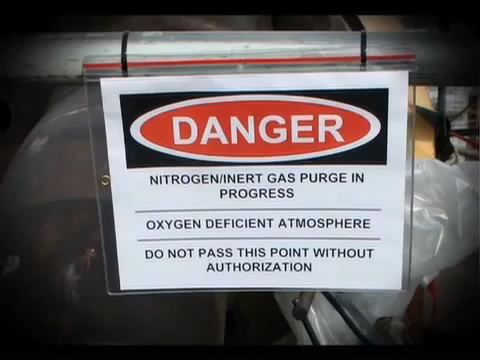 DANGER
NITROGEN/INERT GAS PURGE IN
PROGRESS
OXYGEN DEFICIENT ATMOSPHERE
DO NOT PASS THIS POINT WITHOUT
AUTHORIZATION